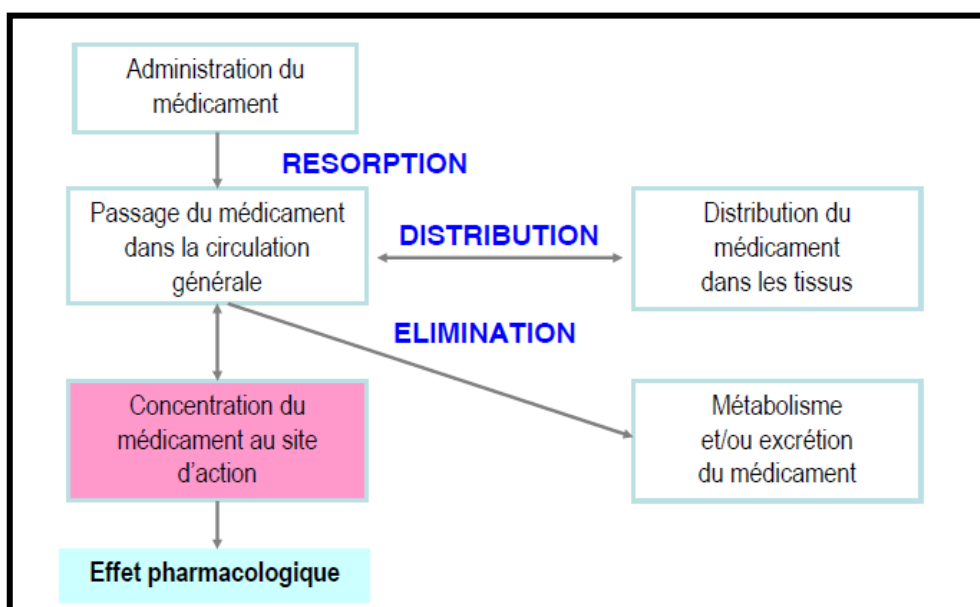 Administration du
médicament
RESORPTION
Passage du médicament
dans la circulation
générale
DISTRIBUTION
Distribution du
médicament
dans les tissus
ELIMINATION
Concentration du
médicament au site
d'action
Métabolisme
et/ou excrétion
du médicament
Effet pharmacologique